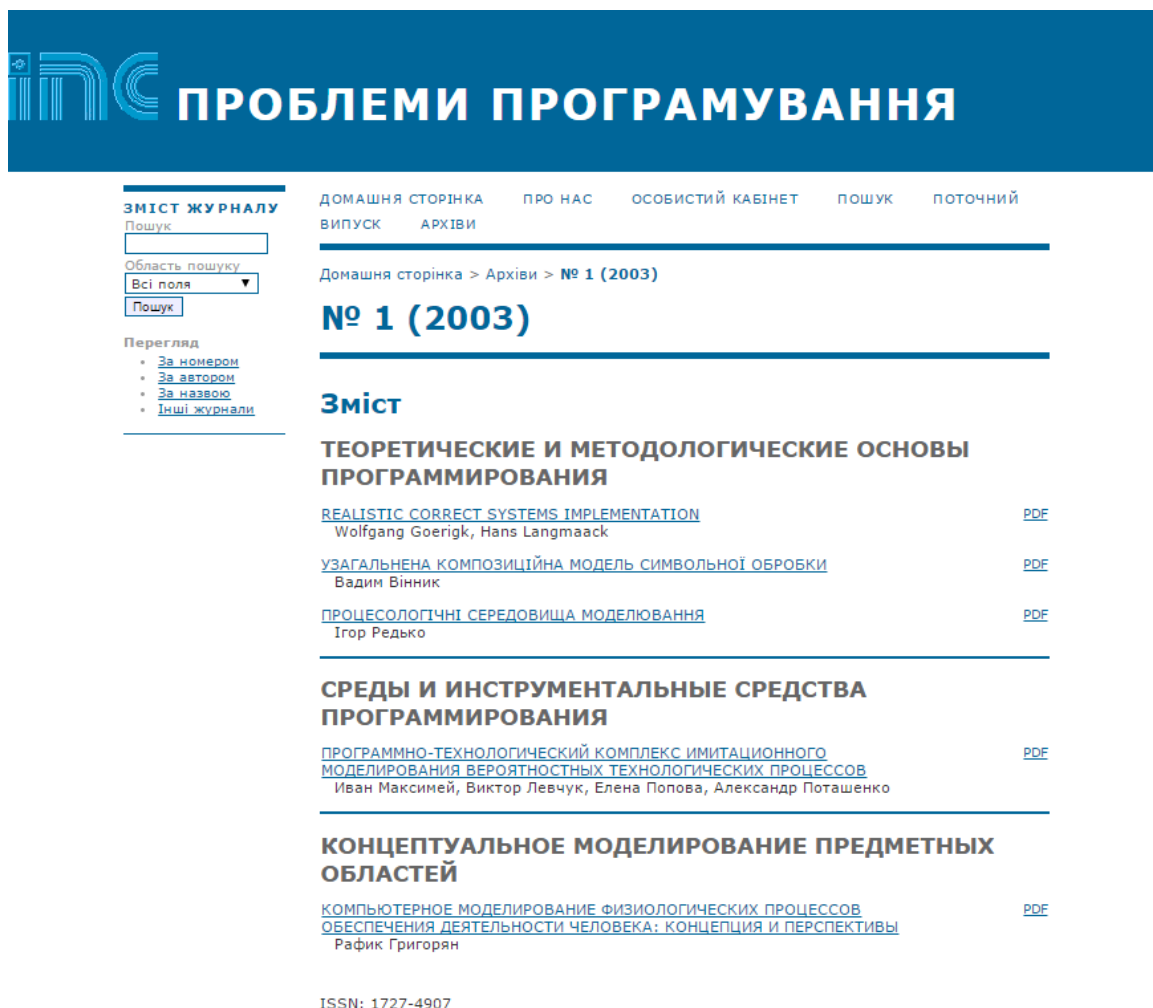 іпс ПРОБЛЕМИ ПРОГРАМУВАННЯ
ЗМІСТ ЖУРНАЛУ
Пошук
Область пошуку
Всі поля
Пошук
Перегляд
За номером
За автором
За назвою
Інші журнали
ДОМАШНЯ СТОРІНКА ПРО НАС ОСОБИСТИЙ КАБІНЕТ ПОШУК ПОТОЧНИЙ
ВИПУСК АРХІВИ
Домашня сторінка > Архіви > № 1 (2003)
№ 1 (2003)
Зміст
ТЕОРЕТИЧЕСКИЕ И МЕТОДОЛОГИЧЕСКИЕ ОСНОВЫ
ПРОГРАММИРОВАНИЯ
REALISTIC CORRECT SYSTEMS IMPLEMENTATION PDF
Wolfgang Goerigk, Hans Langmaack
УЗАГАЛЬНЕНА КОМПОЗИЦІЙНА МОДЕЛЬ СИМВОЛЬНОЇ ОБРОБКИ PDF
Вадим Вінник
ПРОЦЕСОЛОГІЧНІ СЕРЕДОВИЩА МОДЕЛЮВАННЯ PDF
Ігор Редько
СРЕДЫ И ИНСТРУМЕНТАЛЬНЫЕ СРЕДСТВА
ПРОГРАММИРОВАНИЯ
ПРОГРАММНО-ТЕХНОЛОГИЧЕСКИЙ КОМПЛЕКС ИМИТАЦИОННОГО PDF
МОДЕЛИРОВАНИЯ ВЕРОЯТНОСТНЫХ ТЕХНОЛОГИЧЕСКИХ ПРОЦЕССОВ
Иван Максимей, Виктор Левчук, Елена Попова, Александр Поташенко
КОНЦЕПТУАЛЬНОЕ МОДЕЛИРОВАНИЕ ПРЕДМЕТНЫХ
ОБЛАСТЕЙ
КОМПЬЮТЕРНОЕ МОДЕЛИРОВАНИЕ ФИЗИОЛОГИЧЕСКИХ ПРОЦЕССОВ PDF
ОБЕСПЕЧЕНИЯ ДЕЯТЕЛЬНОСТИ ЧЕЛОВЕКА: КОНЦЕПЦИЯ И ПЕРСПЕКТИВЫ
Рафик Григорян
ISSN: 1727-4907